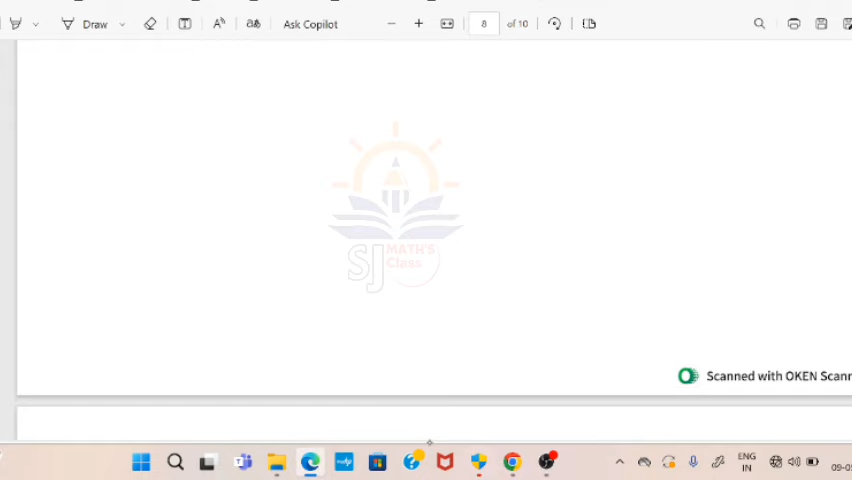 Draw
Ask Copilot
8
of 10
SJ MATH'S
Class
Scanned with OKEN Scann
ENG
IN
09-0